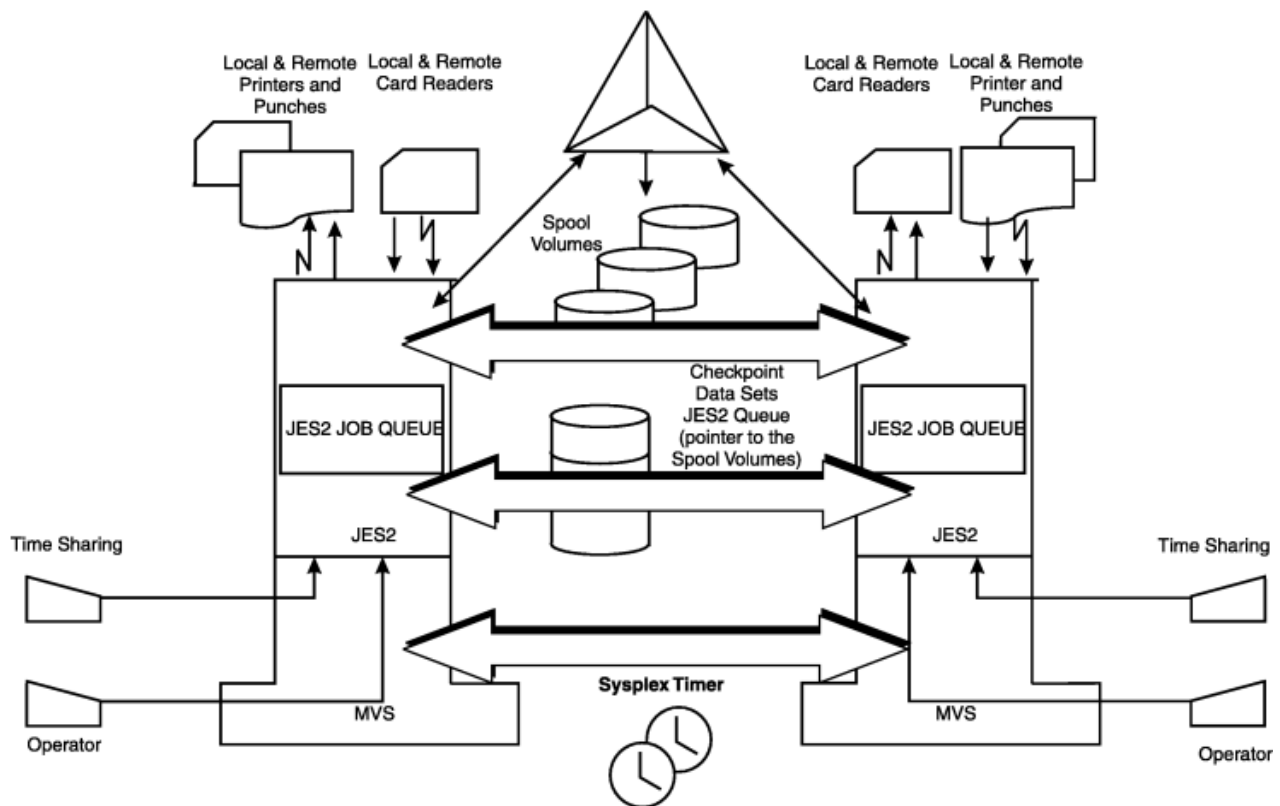 Local & Remote
Printers and
Punches
Local & Remote
Card Readers
Local & Remote
Card Readers
Local & Remote
Printer and
Punches
Spool
Volumes
Checkpoint
Data Sets
JES2 Queue
(pointer to the
Spool Volumes)
JES2 JOB QUEUE
JES2 JOB QUEUE
JES2
JES2
Time Sharing
Time Sharing
Sysplex Timer
MVS
MVS
Operator
Operator